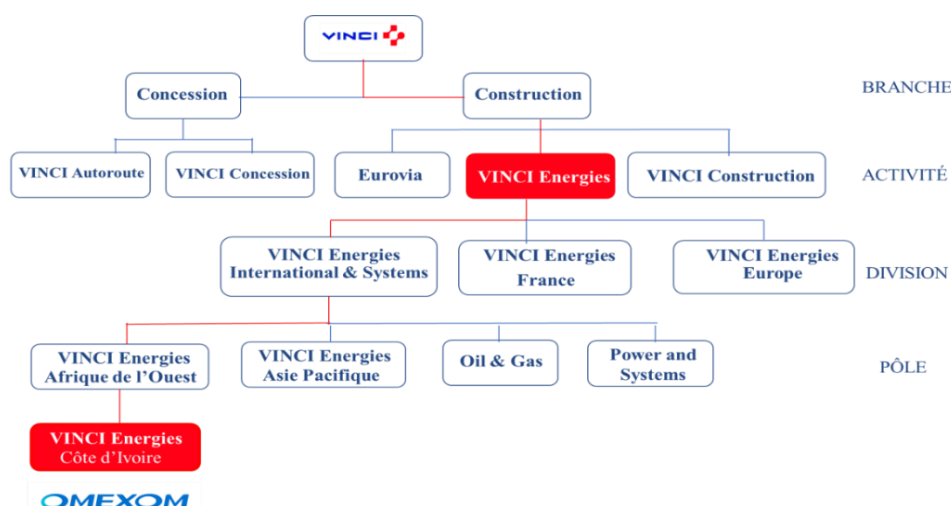 VINCI
Concession
Construction
BRANCHE
VINCI Autoroute
VINCI Concession
Eurovia
VINCI Energies
VINCI Construction
ACTIVITÉ
VINCI Energies
International & Systems
VINCI Energies
France
VINCI Energies
Europe
DIVISION
VINCI Energies
Afrique de l’Ouest
VINCI Energies
Asie Pacifique
Oil & Gas
Power and
Systems
PÔLE
VINCI Energies
Côte d’Ivoire
OMEXOM